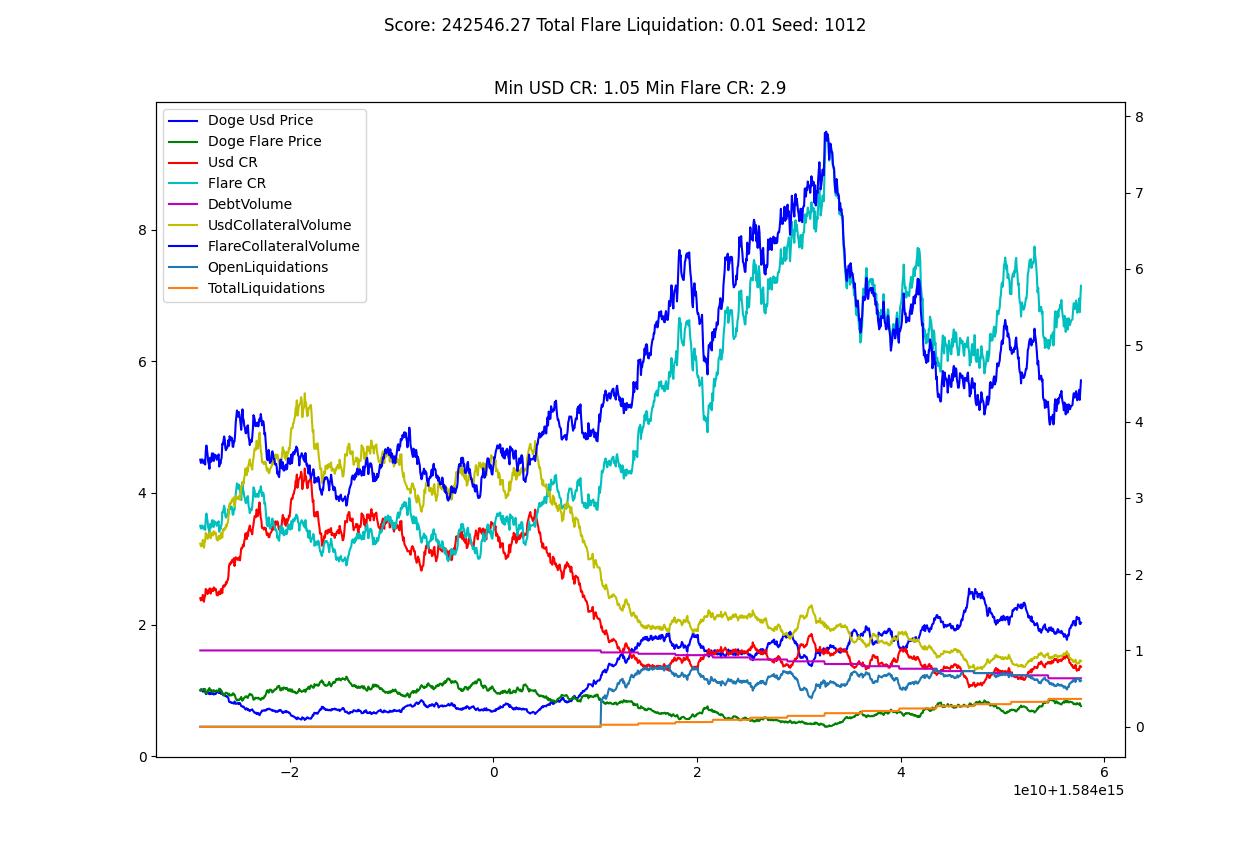 Score: 242546.27 Total Flare Liquidation: 0.01 Seed: 1012
Min USD CR: 1.05 Min Flare CR: 2.9
Doge Usd Price
Doge Flare Price
Usd CR
Flare CR
DebtVolume
UsdCollateralVolume
FlareCollateralVolume
OpenLiquidations
TotalLiquidations
8
6
4
2
0
8
7
6
5
4
3
2
1
0
−2 0 2 4 6
1e10+1.584e15